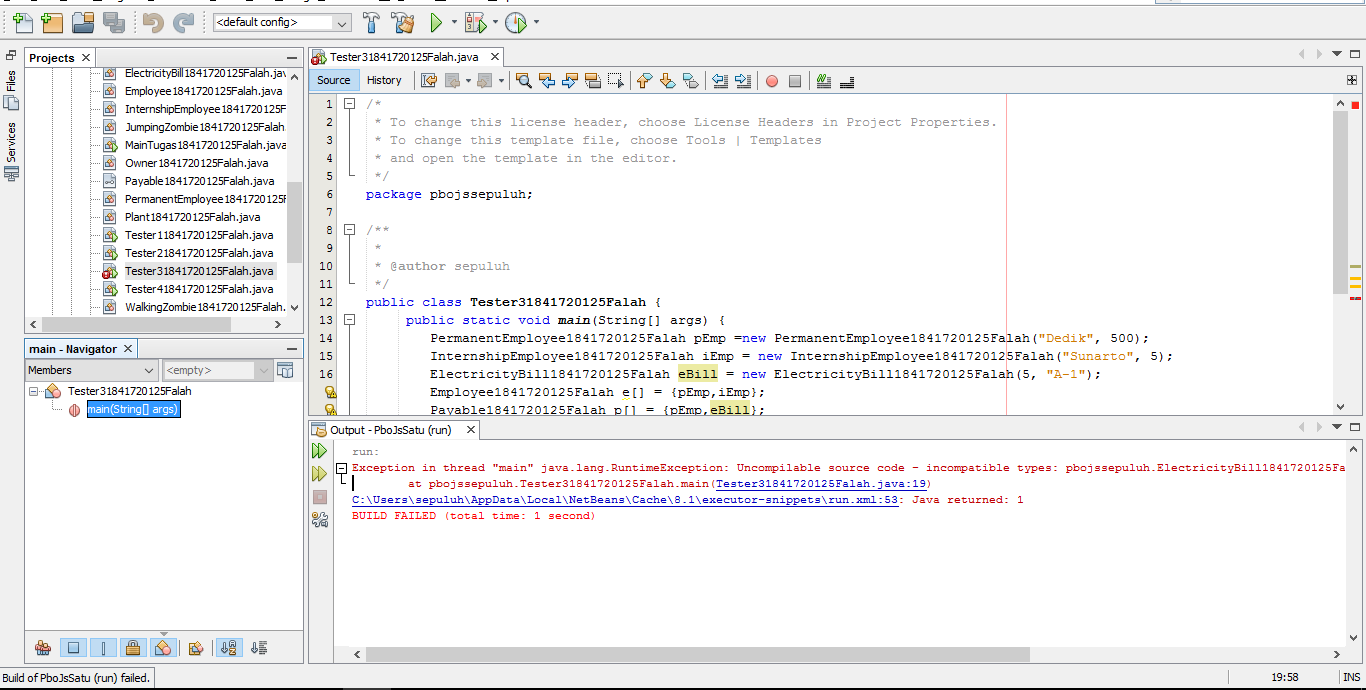 <default config>
Projects
Files
Services
ElectricityBill1841720125Falah.java
Employee1841720125Falah.java
InternshipEmployee1841720125F
JumpingZombie1841720125Falah.
MainTugas1841720125Falah.java
Owner1841720125Falah.java
Payable1841720125Falah.java
PermanentEmployee1841720125F
Plant1841720125Falah.java
Tester11841720125Falah.java
Tester21841720125Falah.java
Tester31841720125Falah.java
Tester41841720125Falah.java
WalkingZombie1841720125Falah.
main - Navigator
Members
<empty>
Tester31841720125Falah
main(String[] args)
Tester31841720125Falah.java
Source History
1 /*
2 * To change this license header, choose License Headers in Project Properties.
3 * To change this template file, choose Tools | Templates
4 * and open the template in the editor.
5 */
6 package pbojssepuluh;
7
8 /**
9 *
10 * @author sepuluh
11 */
12 public class Tester31841720125Falah {
13 public static void main(String[] args) {
14 PermanentEmployee1841720125Falah pEmp =new PermanentEmployee1841720125Falah("Dedik", 500);
15 InternshipEmployee1841720125Falah iEmp = new InternshipEmployee1841720125Falah("Sunarto", 5);
16 ElectricityBill1841720125Falah eBill = new ElectricityBill1841720125Falah(5, "A-1");
Employee1841720125Falah e[] = {pEmp,iEmp};
Payable1841720125Falah p[] = {pEmp,eBill};
Output - PboJsSatu (run)
run:
Exception in thread "main" java.lang.RuntimeException: Uncompilable source code - incompatible types: pbojssepuluh.ElectricityBill1841720125Fa
at pbojssepuluh.Tester31841720125Falah.main(Tester31841720125Falah.java:19)
C:\Users\sepuluh\AppData\Local\NetBeans\Cache\8.1\executor-snippets\run.xml:53: Java returned: 1
BUILD FAILED (total time: 1 second)
Build of PboJsSatu (run) failed.
19:58 INS